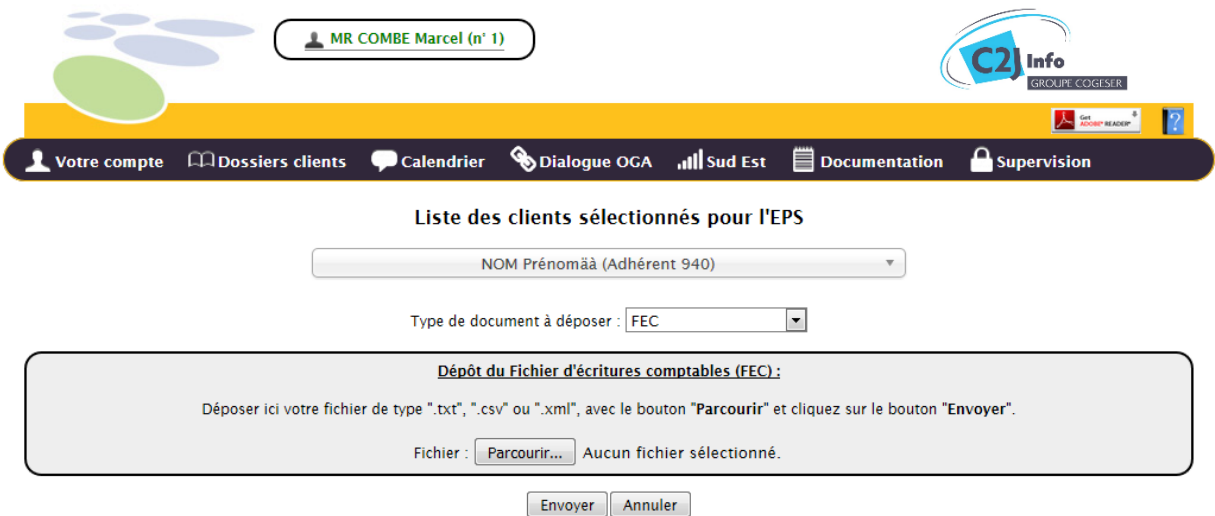 MR COMBE Marcel (n° 1)
C2J Info
GROUPE COGESER
Get
ADOBE® READER®
?
Votre compte Dossiers clients Calendrier Dialogue OGA Sud Est Documentation Supervision
Liste des clients sélectionnés pour l'EPS
NOM Prénomäà (Adhérent 940)
Type de document à déposer : FEC
Dépôt du Fichier d'écritures comptables (FEC) :
Déposer ici votre fichier de type ".txt", ".csv" ou ".xml", avec le bouton "Parcourir" et cliquez sur le bouton "Envoyer".
Fichier : Parcourir... Aucun fichier sélectionné.
Envoyer Annuler